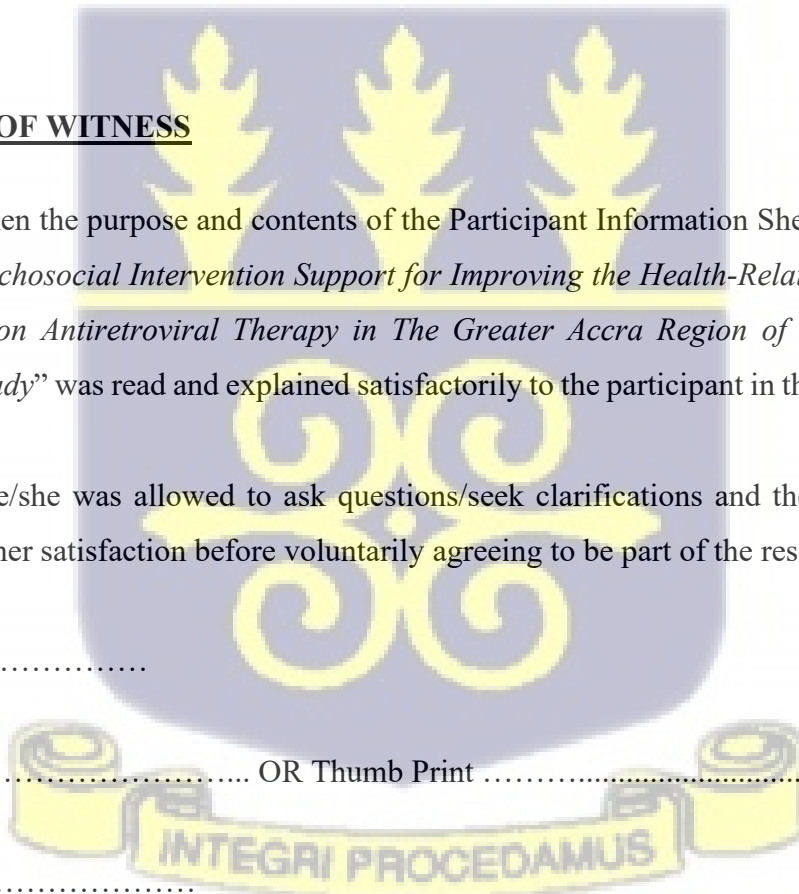 OF WITNESS
en the purpose and contents of the Participant Information She
chosocial Intervention Support for Improving the Health-Relat
on Antiretroviral Therapy in The Greater Accra Region of
dy” was read and explained satisfactorily to the participant in th
e/she was allowed to ask questions/seek clarifications and the
ner satisfaction before voluntarily agreeing to be part of the res
……………
…………………... OR Thumb Print ………...........................
INTEGRI PROCEDAMUS
………………